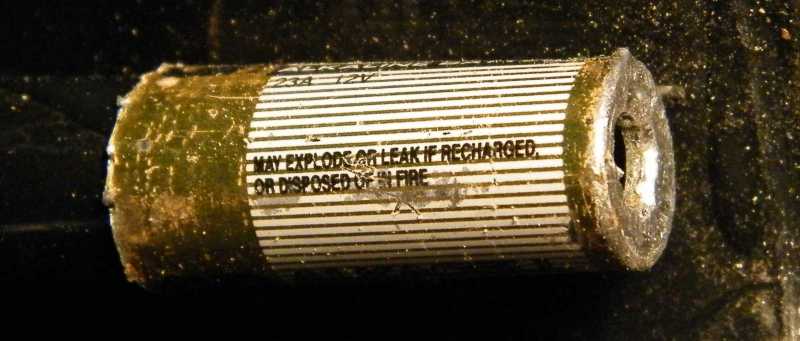 23A 12V
MAY EXPLODE OR LEAK IF RECHARGED,
OR DISPOSED OF IN FIRE